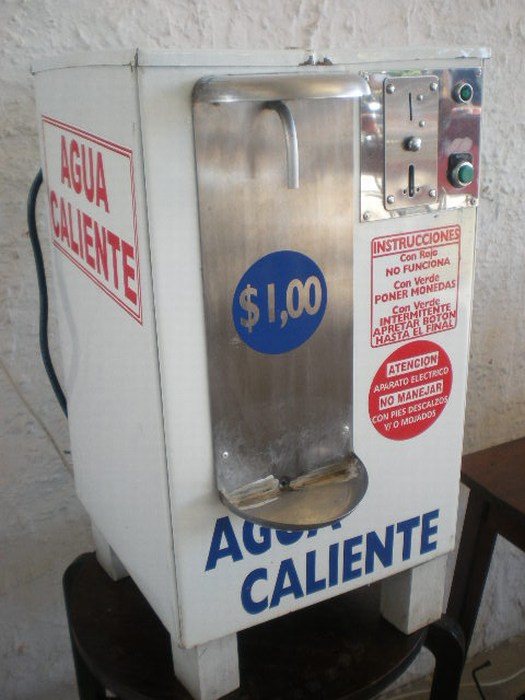 AGUA
CALIENTE
$1,00
INSTRUCCIONES
Con Rojo
NO FUNCIONA
Con Verde
PONER MONEDAS
Con Verde
INTERMITENTE
APRETAR BOTON
HASTA EL FINAL
ATENCION
APARATO ELECTRICO
NO MANEJAR
CON PIES DESCALZOS
Y/O MOJADOS
AGUA
CALIENTE